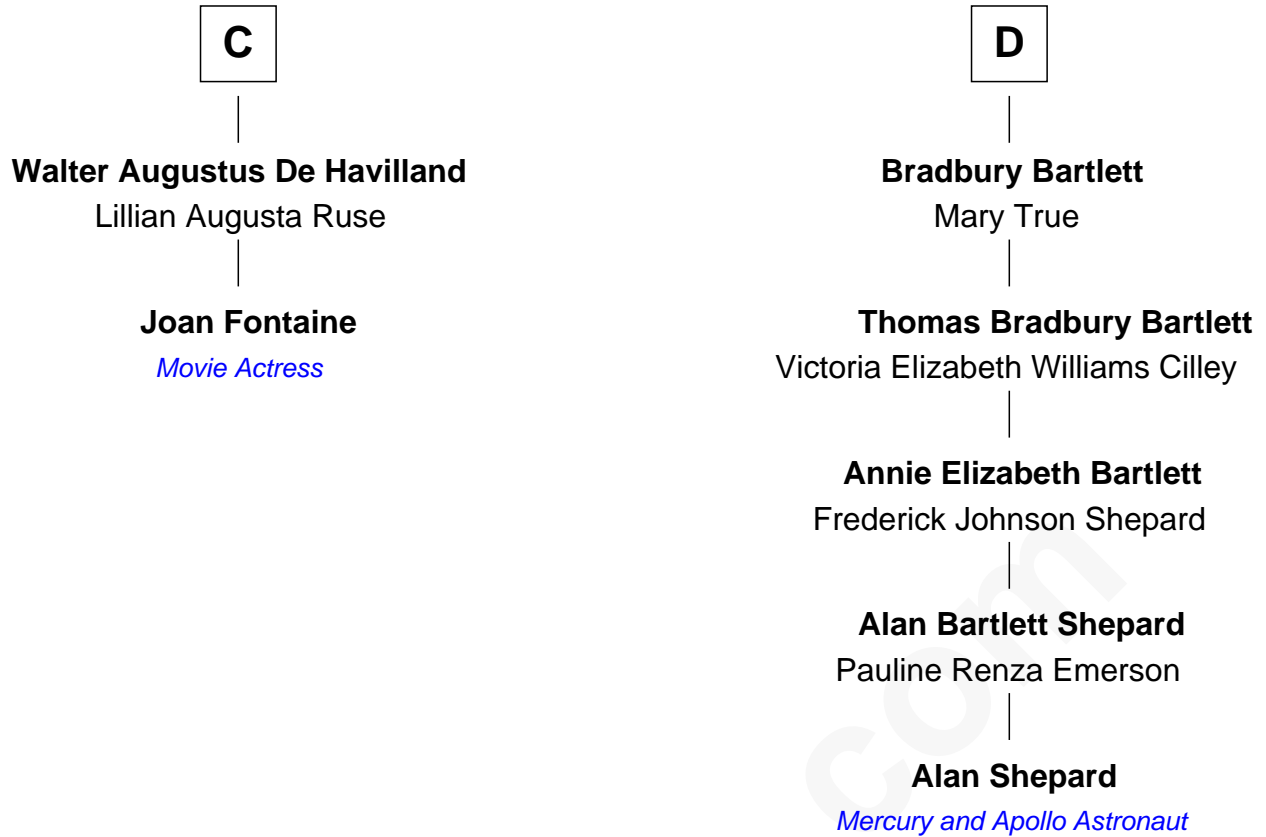 C
Walter Augustus De Havilland
Lillian Augusta Ruse
Joan Fontaine
Movie Actress
D
Bradbury Bartlett
Mary True
Thomas Bradbury Bartlett
Victoria Elizabeth Williams Cilley
Annie Elizabeth Bartlett
Frederick Johnson Shepard
Alan Bartlett Shepard
Pauline Renza Emerson
Alan Shepard
Mercury and Apollo Astronaut
com